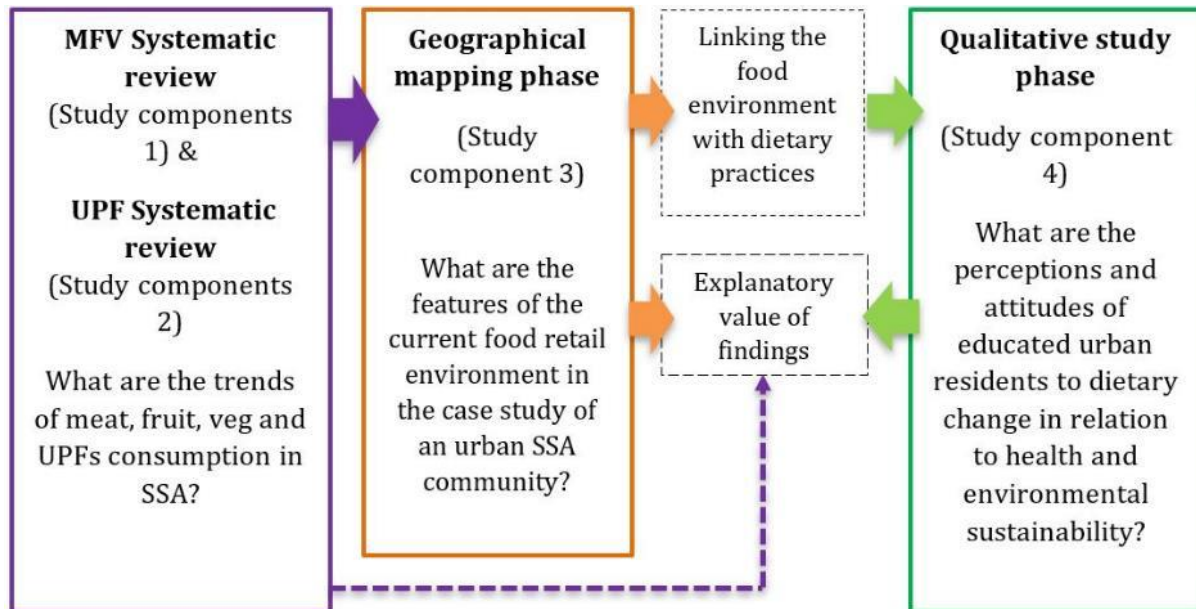 MFV Systematic
review
(Study components
1) &
UPF Systematic
review
(Study components
2)
What are the trends
of meat, fruit, veg and
UPFs consumption in
SSA?
Geographical
mapping phase
(Study
component 3)
What are the
features of the
current food retail
environment in
the case study of
an urban SSA
community?
Linking the
food
environment
with dietary
practices
Explanatory
value of
findings
Qualitative study
phase
(Study component
4)
What are the
perceptions and
attitudes of
educated urban
residents to dietary
change in relation
to health and
environmental
sustainability?